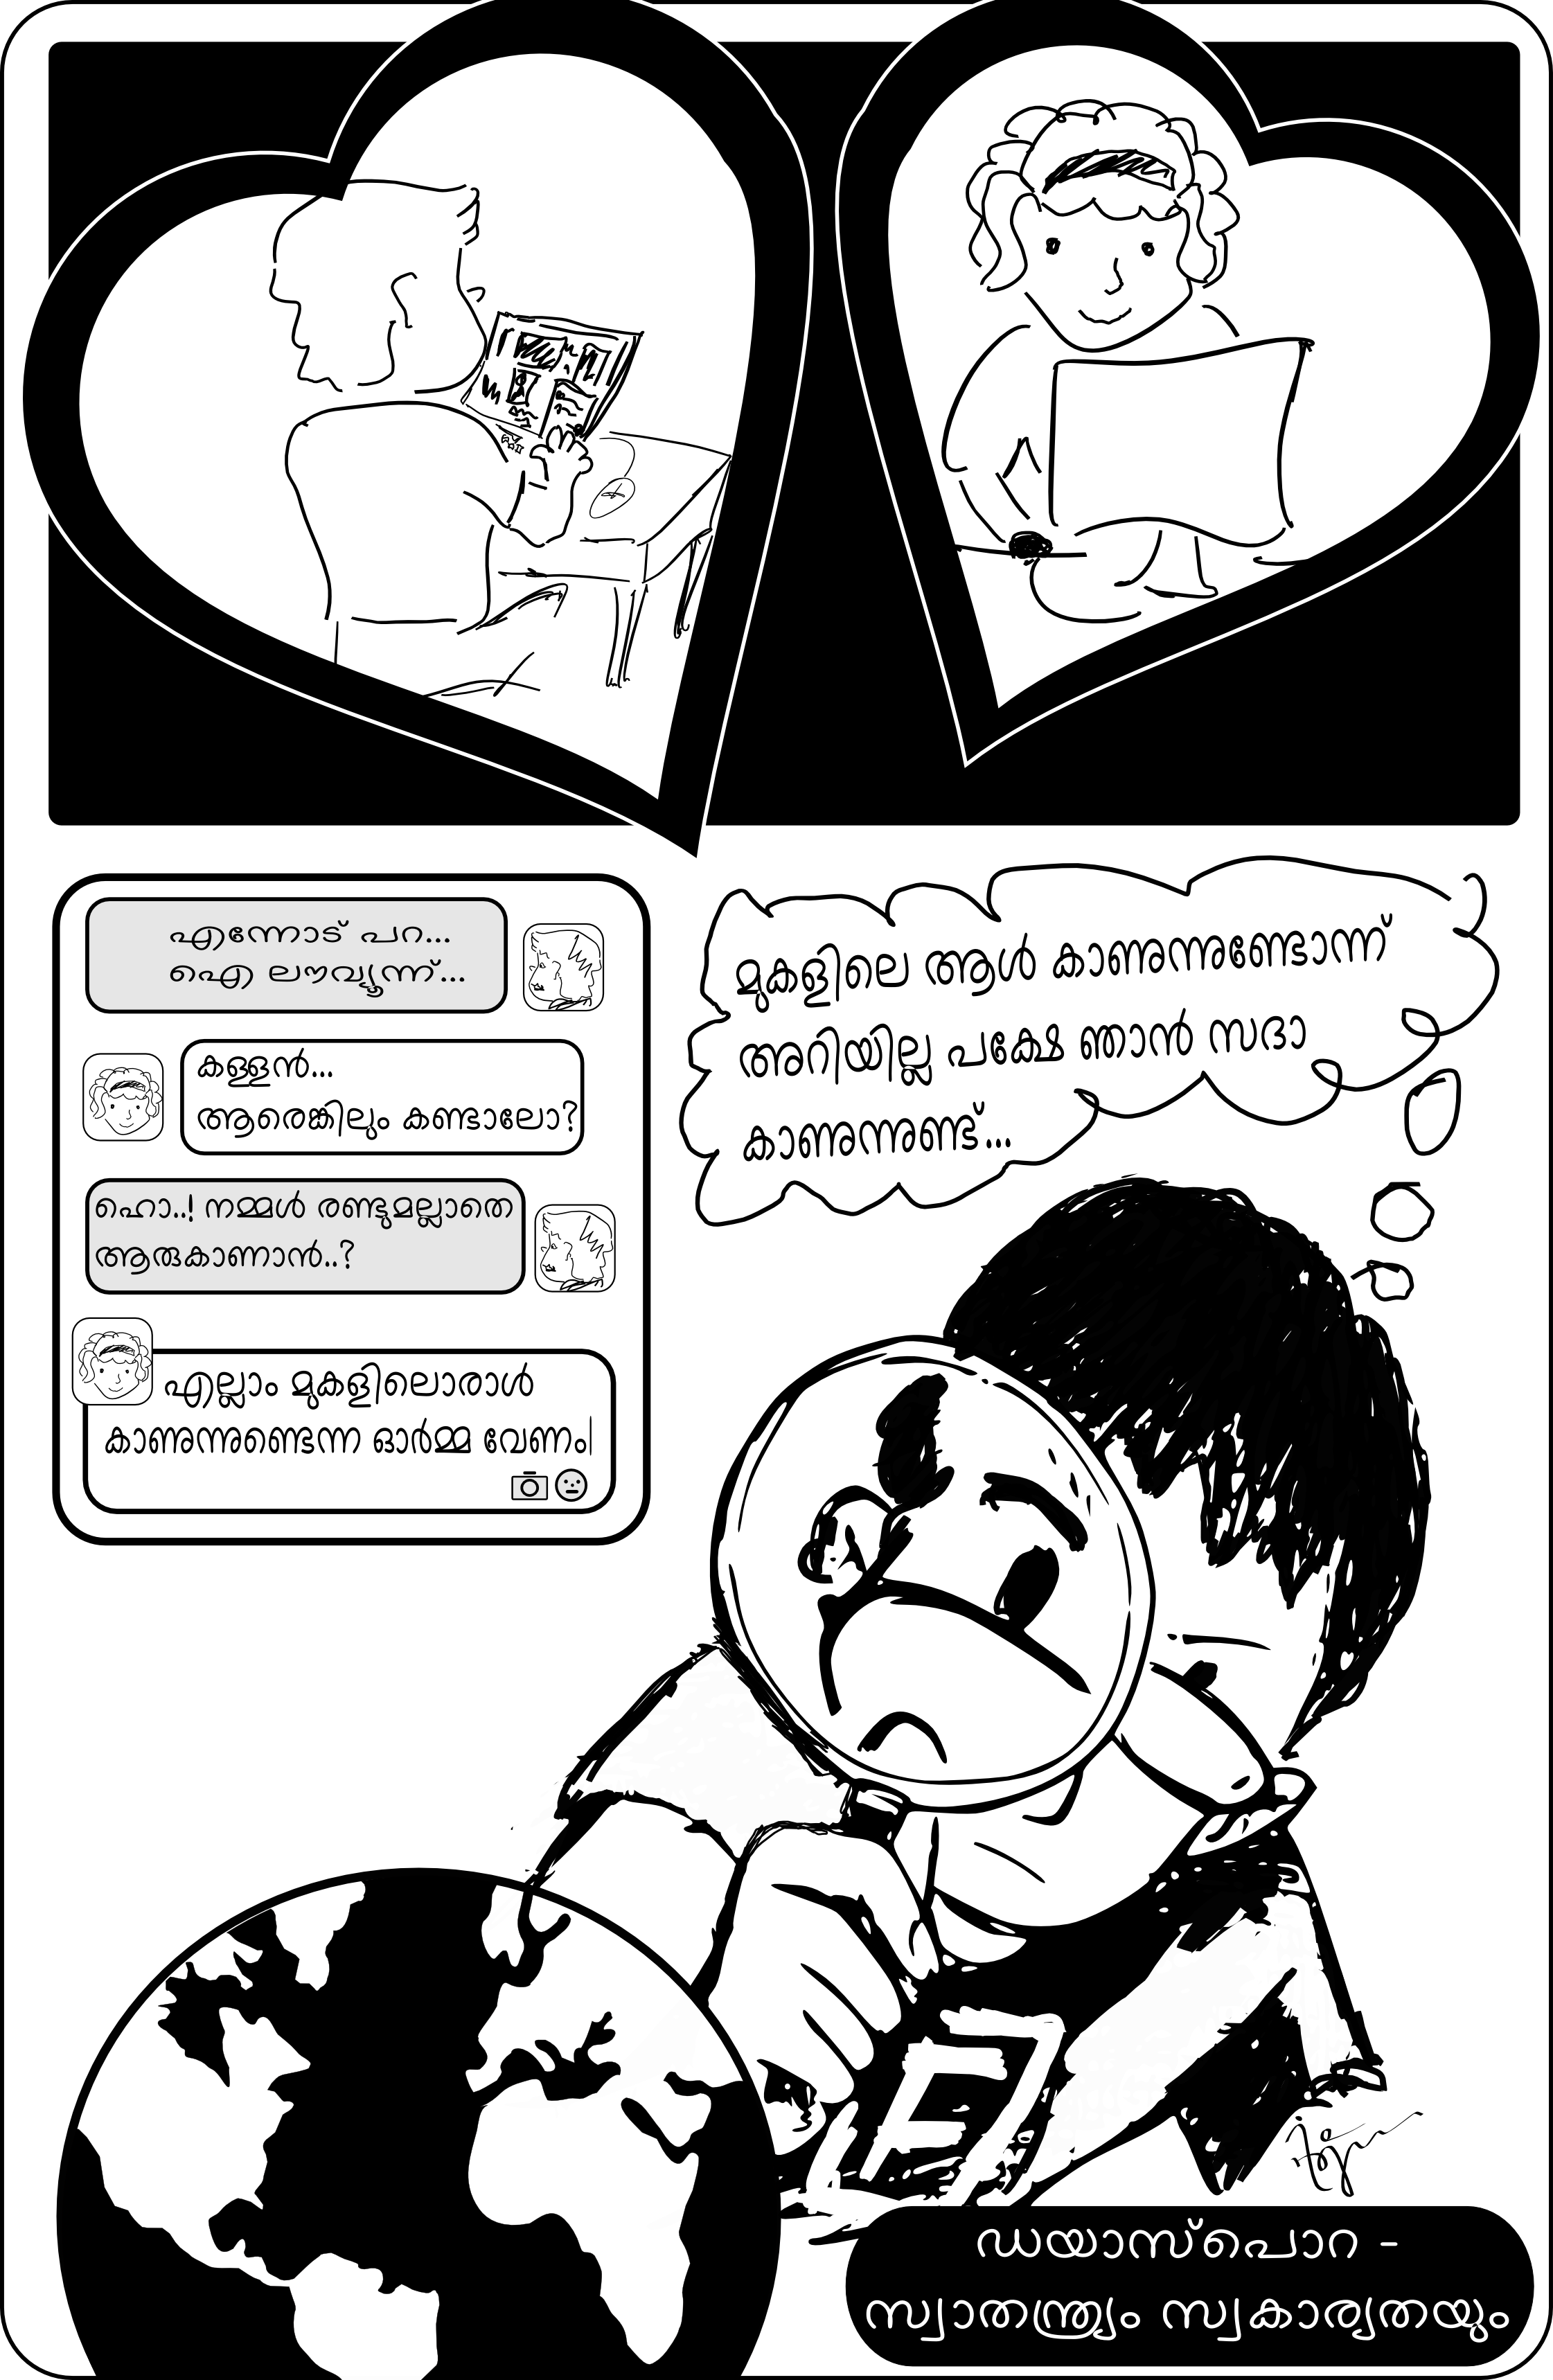 എന്നോട് പറ...
ഐ ലൗവ്യൂന്ന്...
കള്ളൻ...
ആരെങ്കിലും കണ്ടാലോ?
ഹൊ..! നമ്മൾ രണ്ടുമല്ലാതെ
ആരുകാണാൻ..?
എല്ലാം മുകളിലൊരാൾ
കാണുന്നുണ്ടെന്ന ഓർമ്മ വേണം
മുകളിലെ ആൾ കാണുന്നുണ്ടോന്ന്
അറിയില്ല പക്ഷേ ഞാൻ സദാ
കാണുന്നുണ്ട്...
ഡയാസ്പൊറ -
സ്വാതന്ത്ര്യം സ്വകാര്യതയും